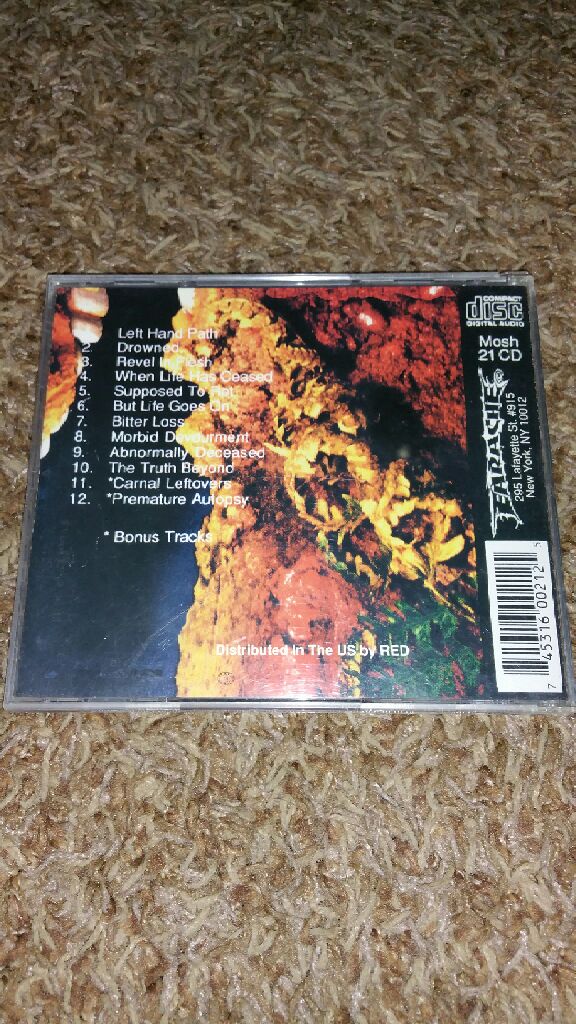 Left Hand Path
2. Drowned
3. Revel In Flesh
4. When Life Has Ceased
5. Supposed To Rot
6. But Life Goes On
7. Bitter Loss
8. Morbid Devourment
9. Abnormally Deceased
10. The Truth Beyond
11. *Carnal Leftovers
12. *Premature Autopsy
* Bonus Tracks
Distributed In The US by RED
COMPACT
disc
DIGITAL AUDIO
Mosh
21 CD
EARACHE
295 Lafayette St. #915
New York, NY 10012
7 45316 00212 5